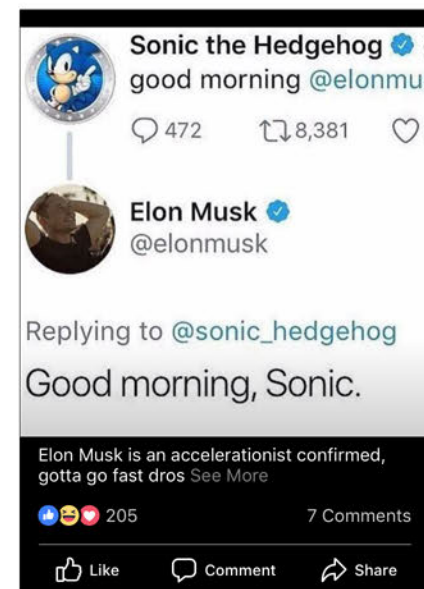 Sonic the Hedgehog
good morning @elonmu
472 8,381
Elon Musk
@elonmusk
Replying to @sonic_hedgehog
Good morning, Sonic.
Elon Musk is an accelerationist confirmed,
gotta go fast dros See More
205 7 Comments
Like Comment Share